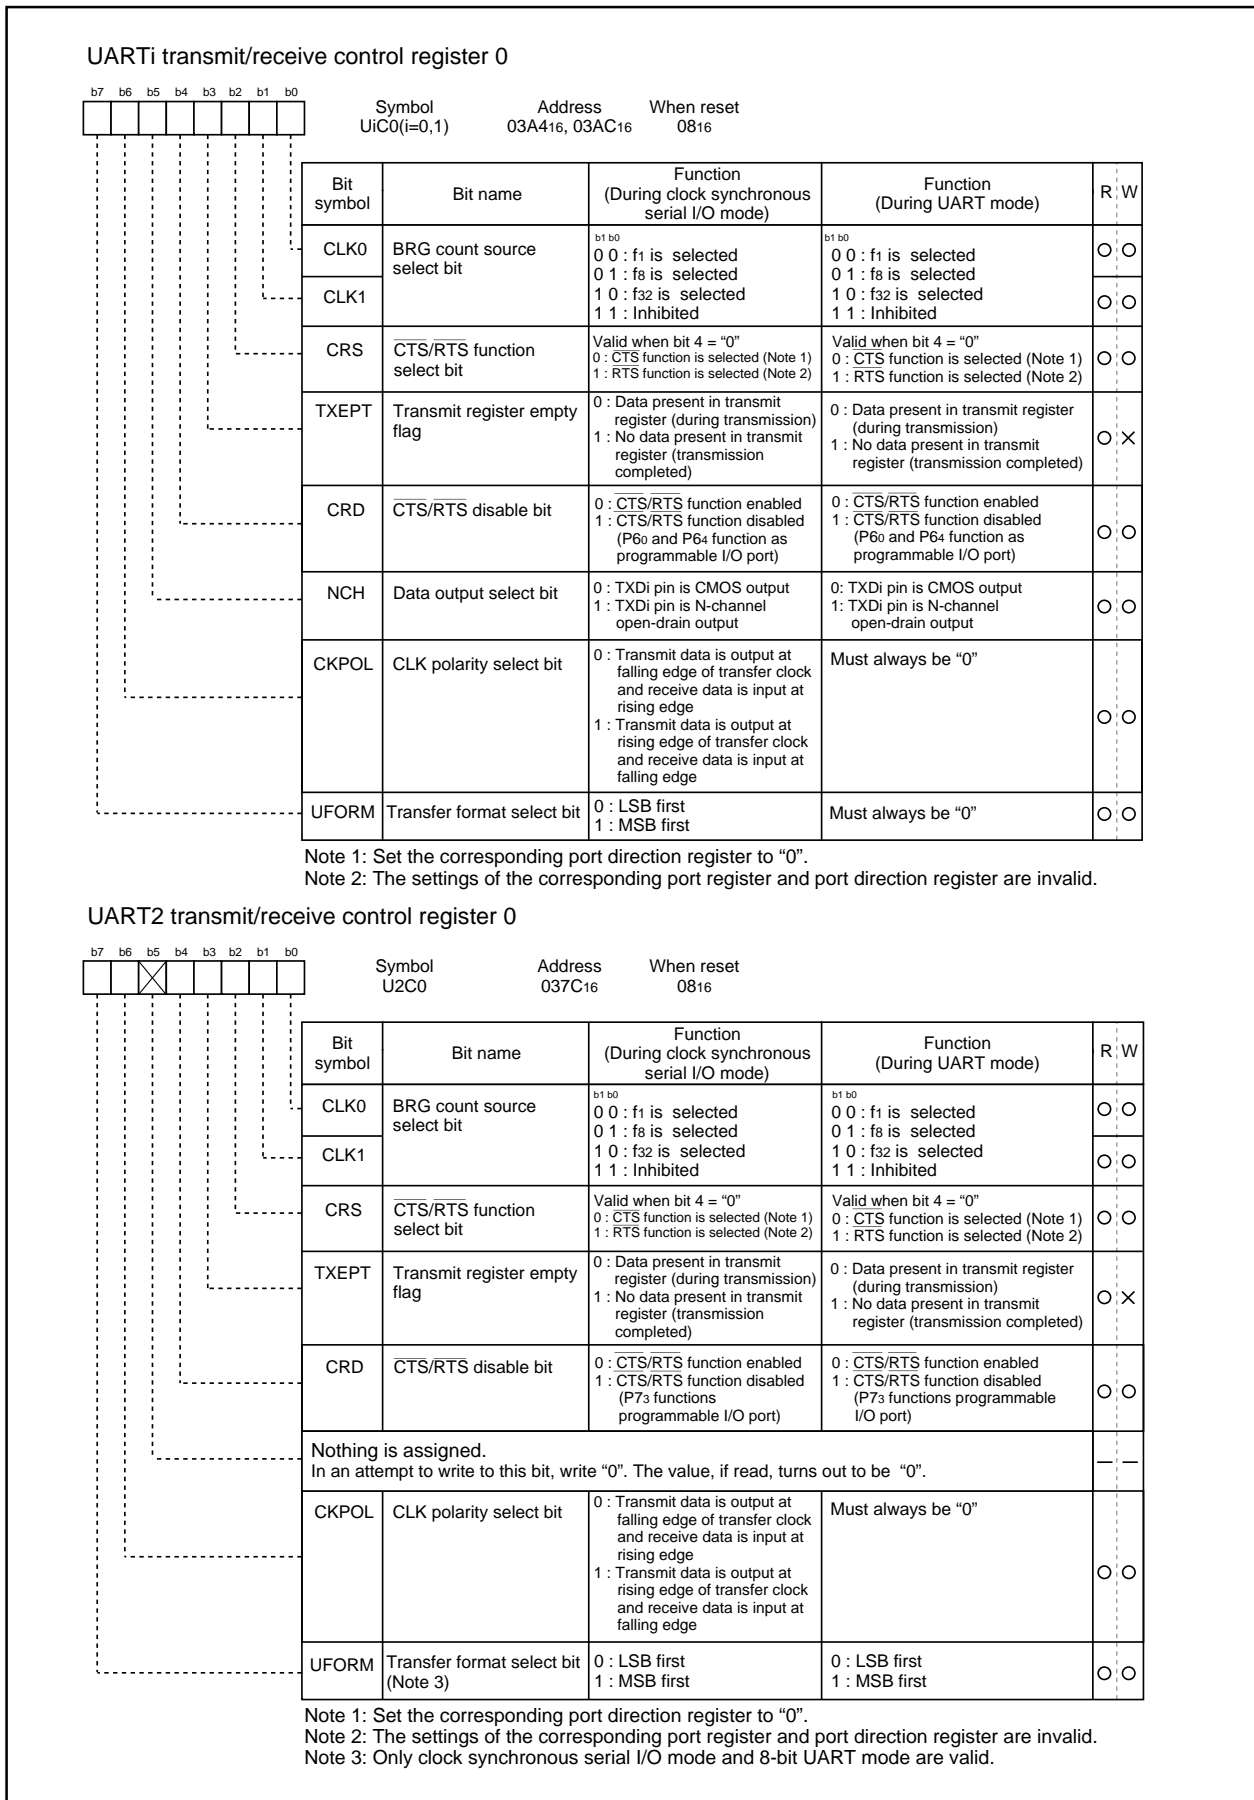 UARTi transmit/receive control register 0
b7 b6 b5 b4 b3 b2 b1 b0
Symbol Address When reset
UiC0(i=0,1) 03A416, 03AC16 0816
Bit symbol Bit name Function (During clock synchronous serial I/O mode) Function (During UART mode) R W
CLK0 BRG count source select bit
CLK1
b1 b0
0 0 : f1 is selected
0 1 : f8 is selected
1 0 : f32 is selected
1 1 : Inhibited
b1 b0
0 0 : f1 is selected
0 1 : f8 is selected
1 0 : f32 is selected
1 1 : Inhibited
CRS CTS/RTS function select bit
Valid when bit 4 = “0”
0 : CTS function is selected (Note 1)
1 : RTS function is selected (Note 2)
Valid when bit 4 = “0”
0 : CTS function is selected (Note 1)
1 : RTS function is selected (Note 2)
TXEPT Transmit register empty flag
0 : Data present in transmit
register (during transmission)
1 : No data present in transmit
register (transmission
completed)
0 : Data present in transmit register
(during transmission)
1 : No data present in transmit
register (transmission completed)
CRD CTS/RTS disable bit
0 : CTS/RTS function enabled
1 : CTS/RTS function disabled
(P60 and P64 function as
programmable I/O port)
0 : CTS/RTS function enabled
1 : CTS/RTS function disabled
(P60 and P64 function as
programmable I/O port)
NCH Data output select bit
0 : TXDi pin is CMOS output
1 : TXDi pin is N-channel
open-drain output
0: TXDi pin is CMOS output
1: TXDi pin is N-channel
open-drain output
CKPOL CLK polarity select bit
0 : Transmit data is output at
falling edge of transfer clock
and receive data is input at
rising edge
1 : Transmit data is output at
rising edge of transfer clock
and receive data is input at
falling edge
Must always be “0”
UFORM Transfer format select bit
0 : LSB first
1 : MSB first
Must always be “0”
Note 1: Set the corresponding port direction register to “0”.
Note 2: The settings of the corresponding port register and port direction register are invalid.
UART2 transmit/receive control register 0
b7 b6 b5 b4 b3 b2 b1 b0
Symbol Address When reset
U2C0 037C16 0816
Bit symbol Bit name Function (During clock synchronous serial I/O mode) Function (During UART mode) R W
CLK0 BRG count source select bit
CLK1
b1 b0
0 0 : f1 is selected
0 1 : f8 is selected
1 0 : f32 is selected
1 1 : Inhibited
b1 b0
0 0 : f1 is selected
0 1 : f8 is selected
1 0 : f32 is selected
1 1 : Inhibited
CRS CTS/RTS function select bit
Valid when bit 4 = “0”
0 : CTS function is selected (Note 1)
1 : RTS function is selected (Note 2)
Valid when bit 4 = “0”
0 : CTS function is selected (Note 1)
1 : RTS function is selected (Note 2)
TXEPT Transmit register empty flag
0 : Data present in transmit
register (during transmission)
1 : No data present in transmit
register (transmission
completed)
0 : Data present in transmit register
(during transmission)
1 : No data present in transmit
register (transmission completed)
CRD CTS/RTS disable bit
0 : CTS/RTS function enabled
1 : CTS/RTS function disabled
(P73 functions
programmable I/O port)
0 : CTS/RTS function enabled
1 : CTS/RTS function disabled
(P73 functions programmable
I/O port)
Nothing is assigned.
In an attempt to write to this bit, write “0”. The value, if read, turns out to be “0”.
CKPOL CLK polarity select bit
0 : Transmit data is output at
falling edge of transfer clock
and receive data is input at
rising edge
1 : Transmit data is output at
rising edge of transfer clock
and receive data is input at
falling edge
Must always be “0”
UFORM Transfer format select bit (Note 3)
0 : LSB first
1 : MSB first
0 : LSB first
1 : MSB first
Note 1: Set the corresponding port direction register to “0”.
Note 2: The settings of the corresponding port register and port direction register are invalid.
Note 3: Only clock synchronous serial I/O mode and 8-bit UART mode are valid.